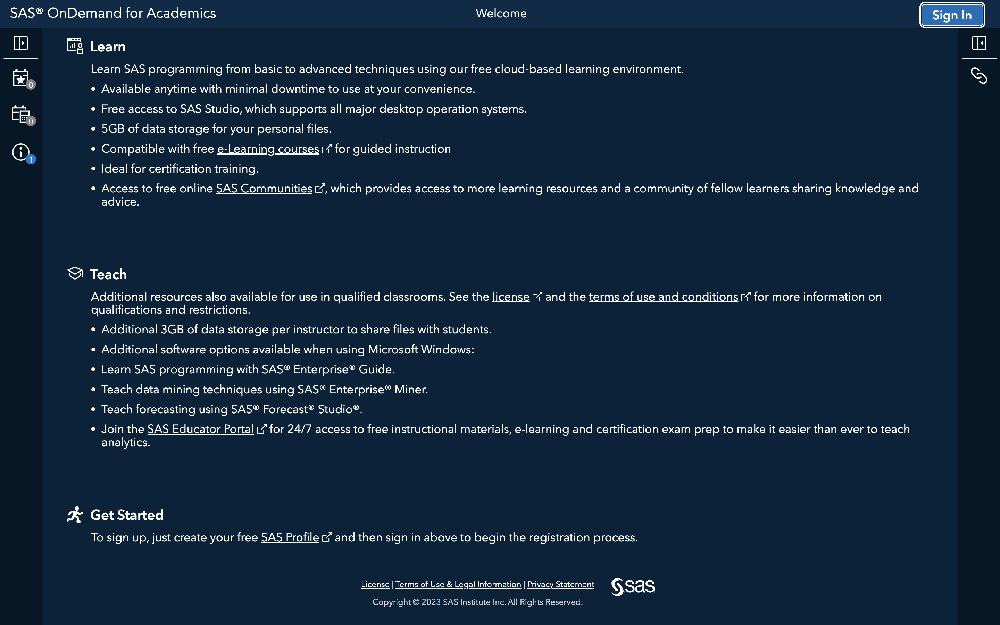 SAS® OnDemand for Academics
Welcome
Sign In
0
0
1
Learn
Learn SAS programming from basic to advanced techniques using our free cloud-based learning environment.
• Available anytime with minimal downtime to use at your convenience.
• Free access to SAS Studio, which supports all major desktop operation systems.
• 5GB of data storage for your personal files.
• Compatible with free e-Learning courses for guided instruction
• Ideal for certification training.
• Access to free online SAS Communities, which provides access to more learning resources and a community of fellow learners sharing knowledge and
advice.
Teach
Additional resources also available for use in qualified classrooms. See the license and the terms of use and conditions for more information on
qualifications and restrictions.
• Additional 3GB of data storage per instructor to share files with students.
• Additional software options available when using Microsoft Windows:
• Learn SAS programming with SAS® Enterprise® Guide.
• Teach data mining techniques using SAS® Enterprise® Miner.
• Teach forecasting using SAS® Forecast® Studio®.
• Join the SAS Educator Portal for 24/7 access to free instructional materials, e-learning and certification exam prep to make it easier than ever to teach
analytics.
Get Started
To sign up, just create your free SAS Profile and then sign in above to begin the registration process.
License | Terms of Use & Legal Information | Privacy Statement
sas
Copyright © 2023 SAS Institute Inc. All Rights Reserved.